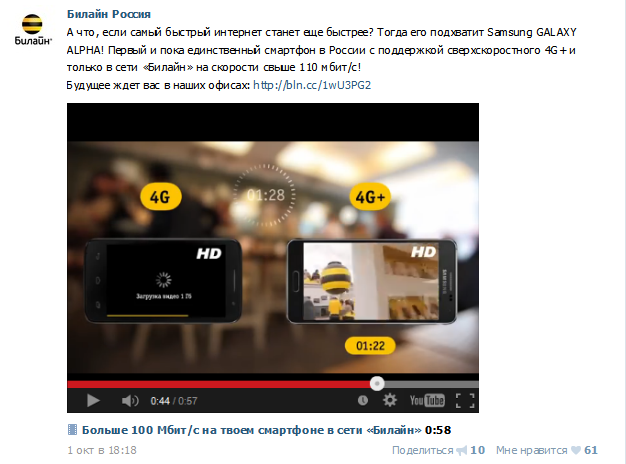 Билайн Россия
А что, если самый быстрый интернет станет еще быстрее? Тогда его подхватит Samsung GALAXY
ALPHA! Первый и пока единственный смартфон в России с поддержкой сверхскоростного 4G+ и
только в сети «Билайн» на скорости свыше 110 мбит/с!
Будущее ждет вас в наших офисах: http://bln.cc/1wU3PG2
Билайн
4G
01:28
4G+
HD
HD
Загрузка видео 1 Гб
01:22
0:44 / 0:57
YouTube
Больше 100 Мбит/с на твоем смартфоне в сети «Билайн» 0:58
1 окт в 18:18
Поделиться 10 Мне нравится 61